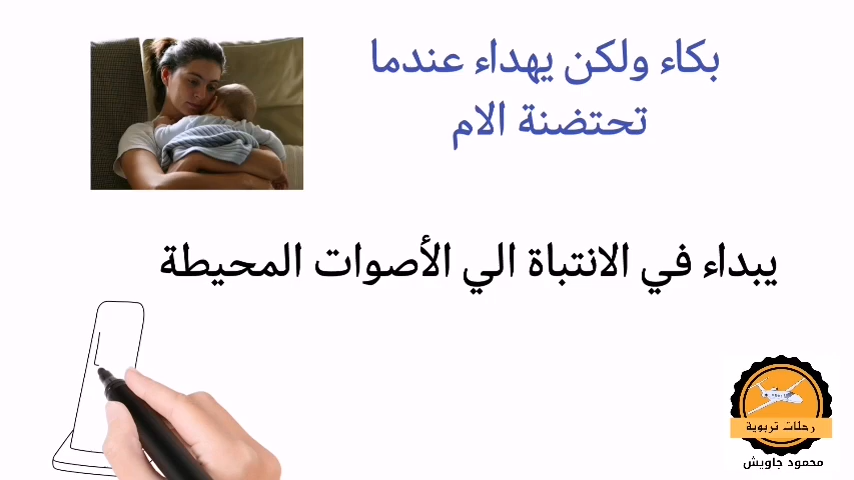 بكاء ولكن يهداء عندما
تحتضنة الام
يبداء في الانتباة الي الأصوات المحيطة
رحلات تربوية
محمود جاويش